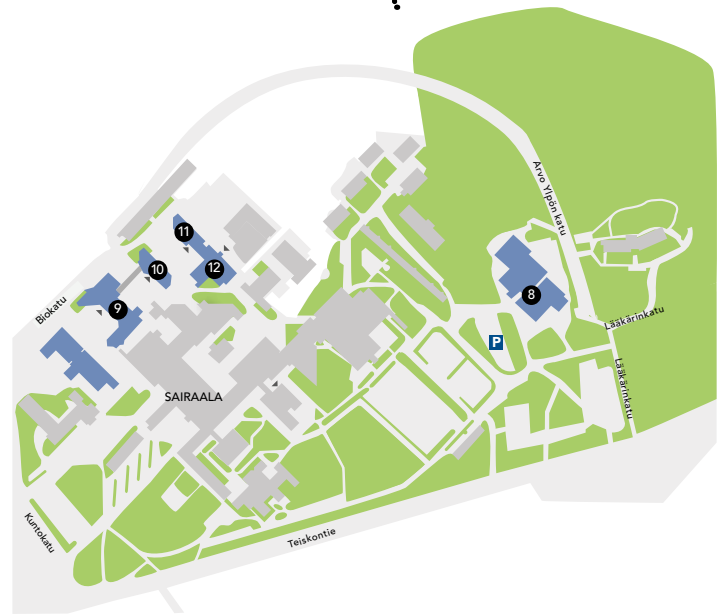 Arvo Ylpön katu
11
12
10
8
9
Biokatu
Lääkärinkatu
P
Lääkärinkatu
SAIRAALA
Kuntokatu
Teiskontie